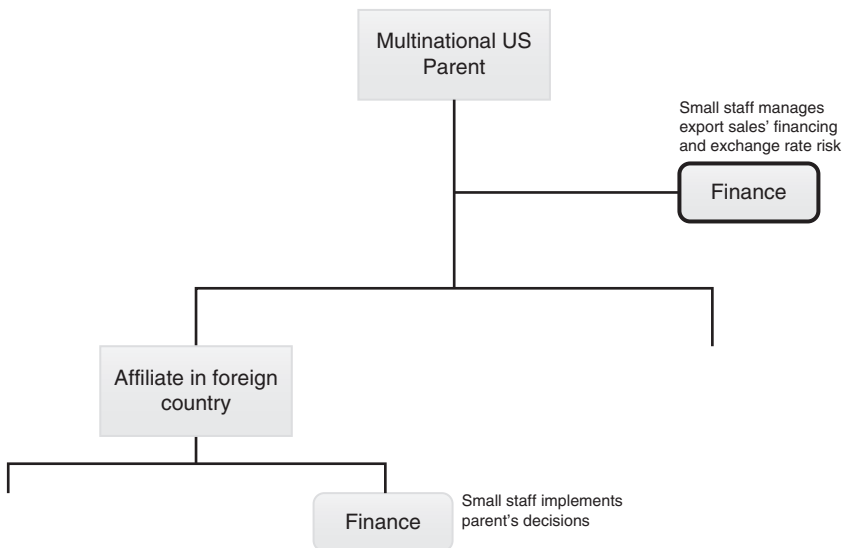 Multinational US
Parent
Small staff manages
export sales’ financing
and exchange rate risk
Finance
Affiliate in foreign
country
Finance
Small staff implements
parent’s decisions